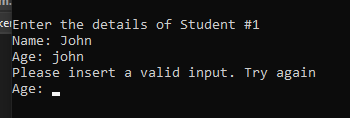 Enter the details of Student #1
Name: John
Age: john
Please insert a valid input. Try again
Age: